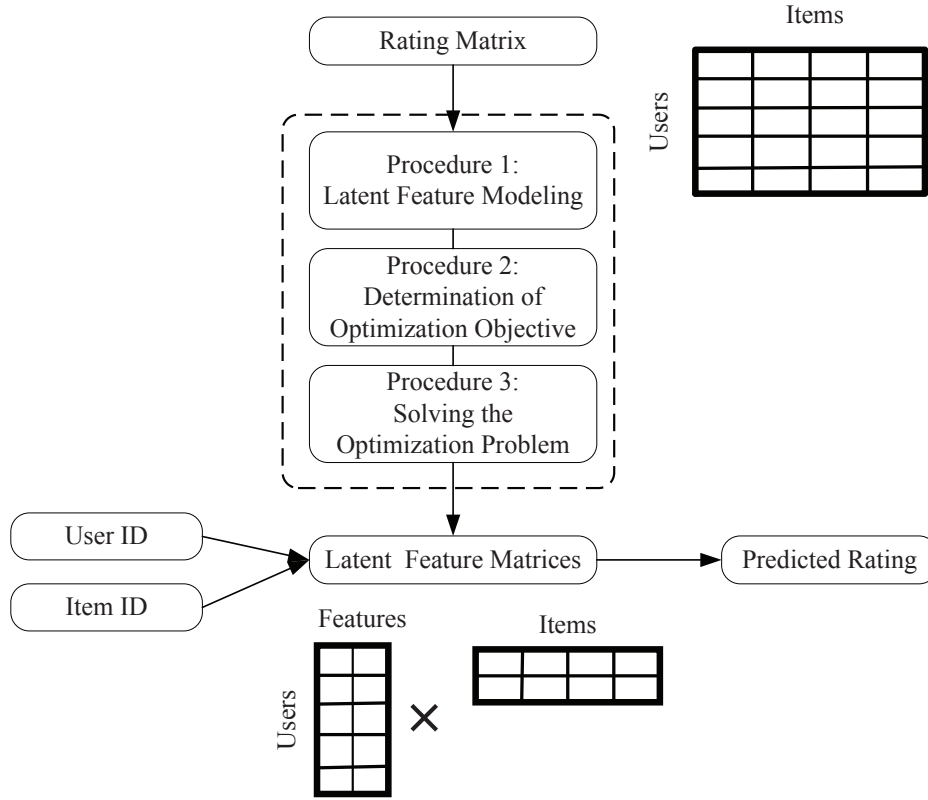 Items
Users
Rating Matrix
Procedure 1:
Latent Feature Modeling
Procedure 2:
Determination of
Optimization Objective
Procedure 3:
Solving the
Optimization Problem
User ID
Item ID
Latent Feature Matrices
Predicted Rating
Features
Items
Users
×